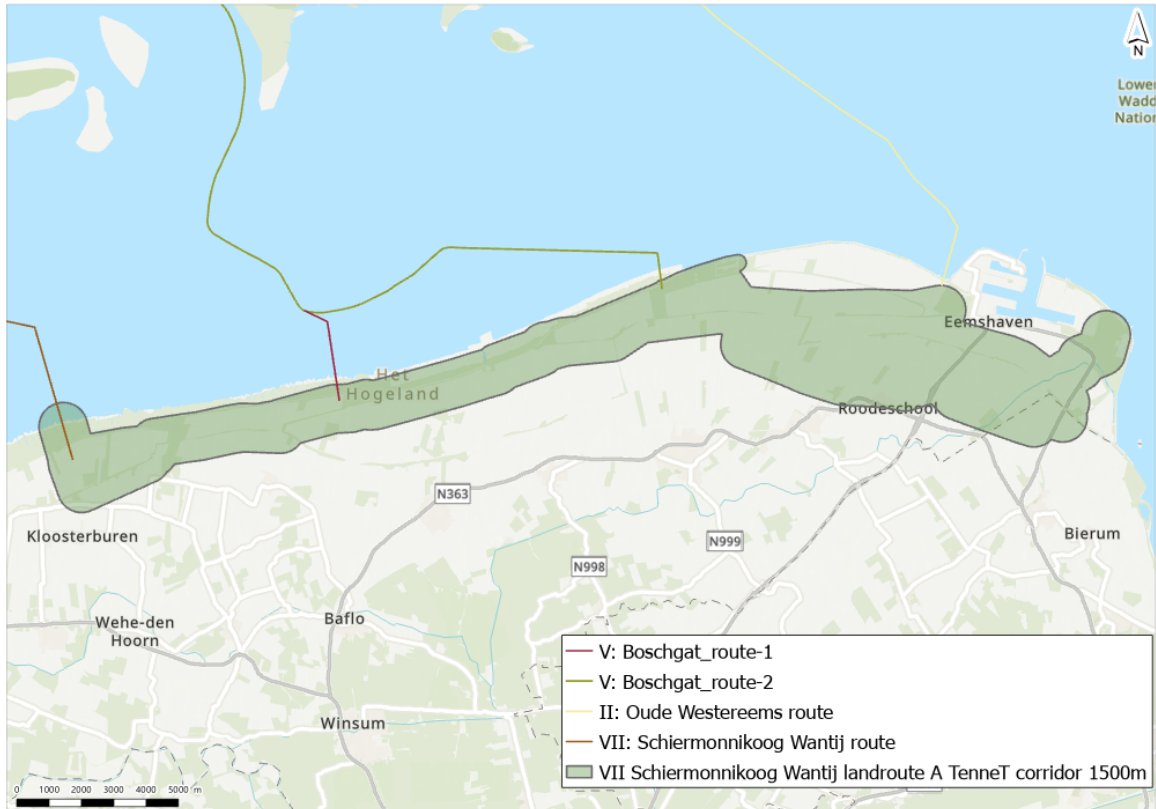 N
Lower
Wadd
Nation
Eemshaven
Het
Hogeland
Roodeschool
N363
Kloosterburen
N999
Bierum
N998
Wehe-den
Hoorn
Baflo
Winsum
V: Boschgat_route-1
V: Boschgat_route-2
II: Oude Westereems route
VII: Schiermonnikoog Wantij route
VII Schiermonnikoog Wantij landroute A TenneT corridor 1500m
0 1000 2000 3000 4000 5000 m